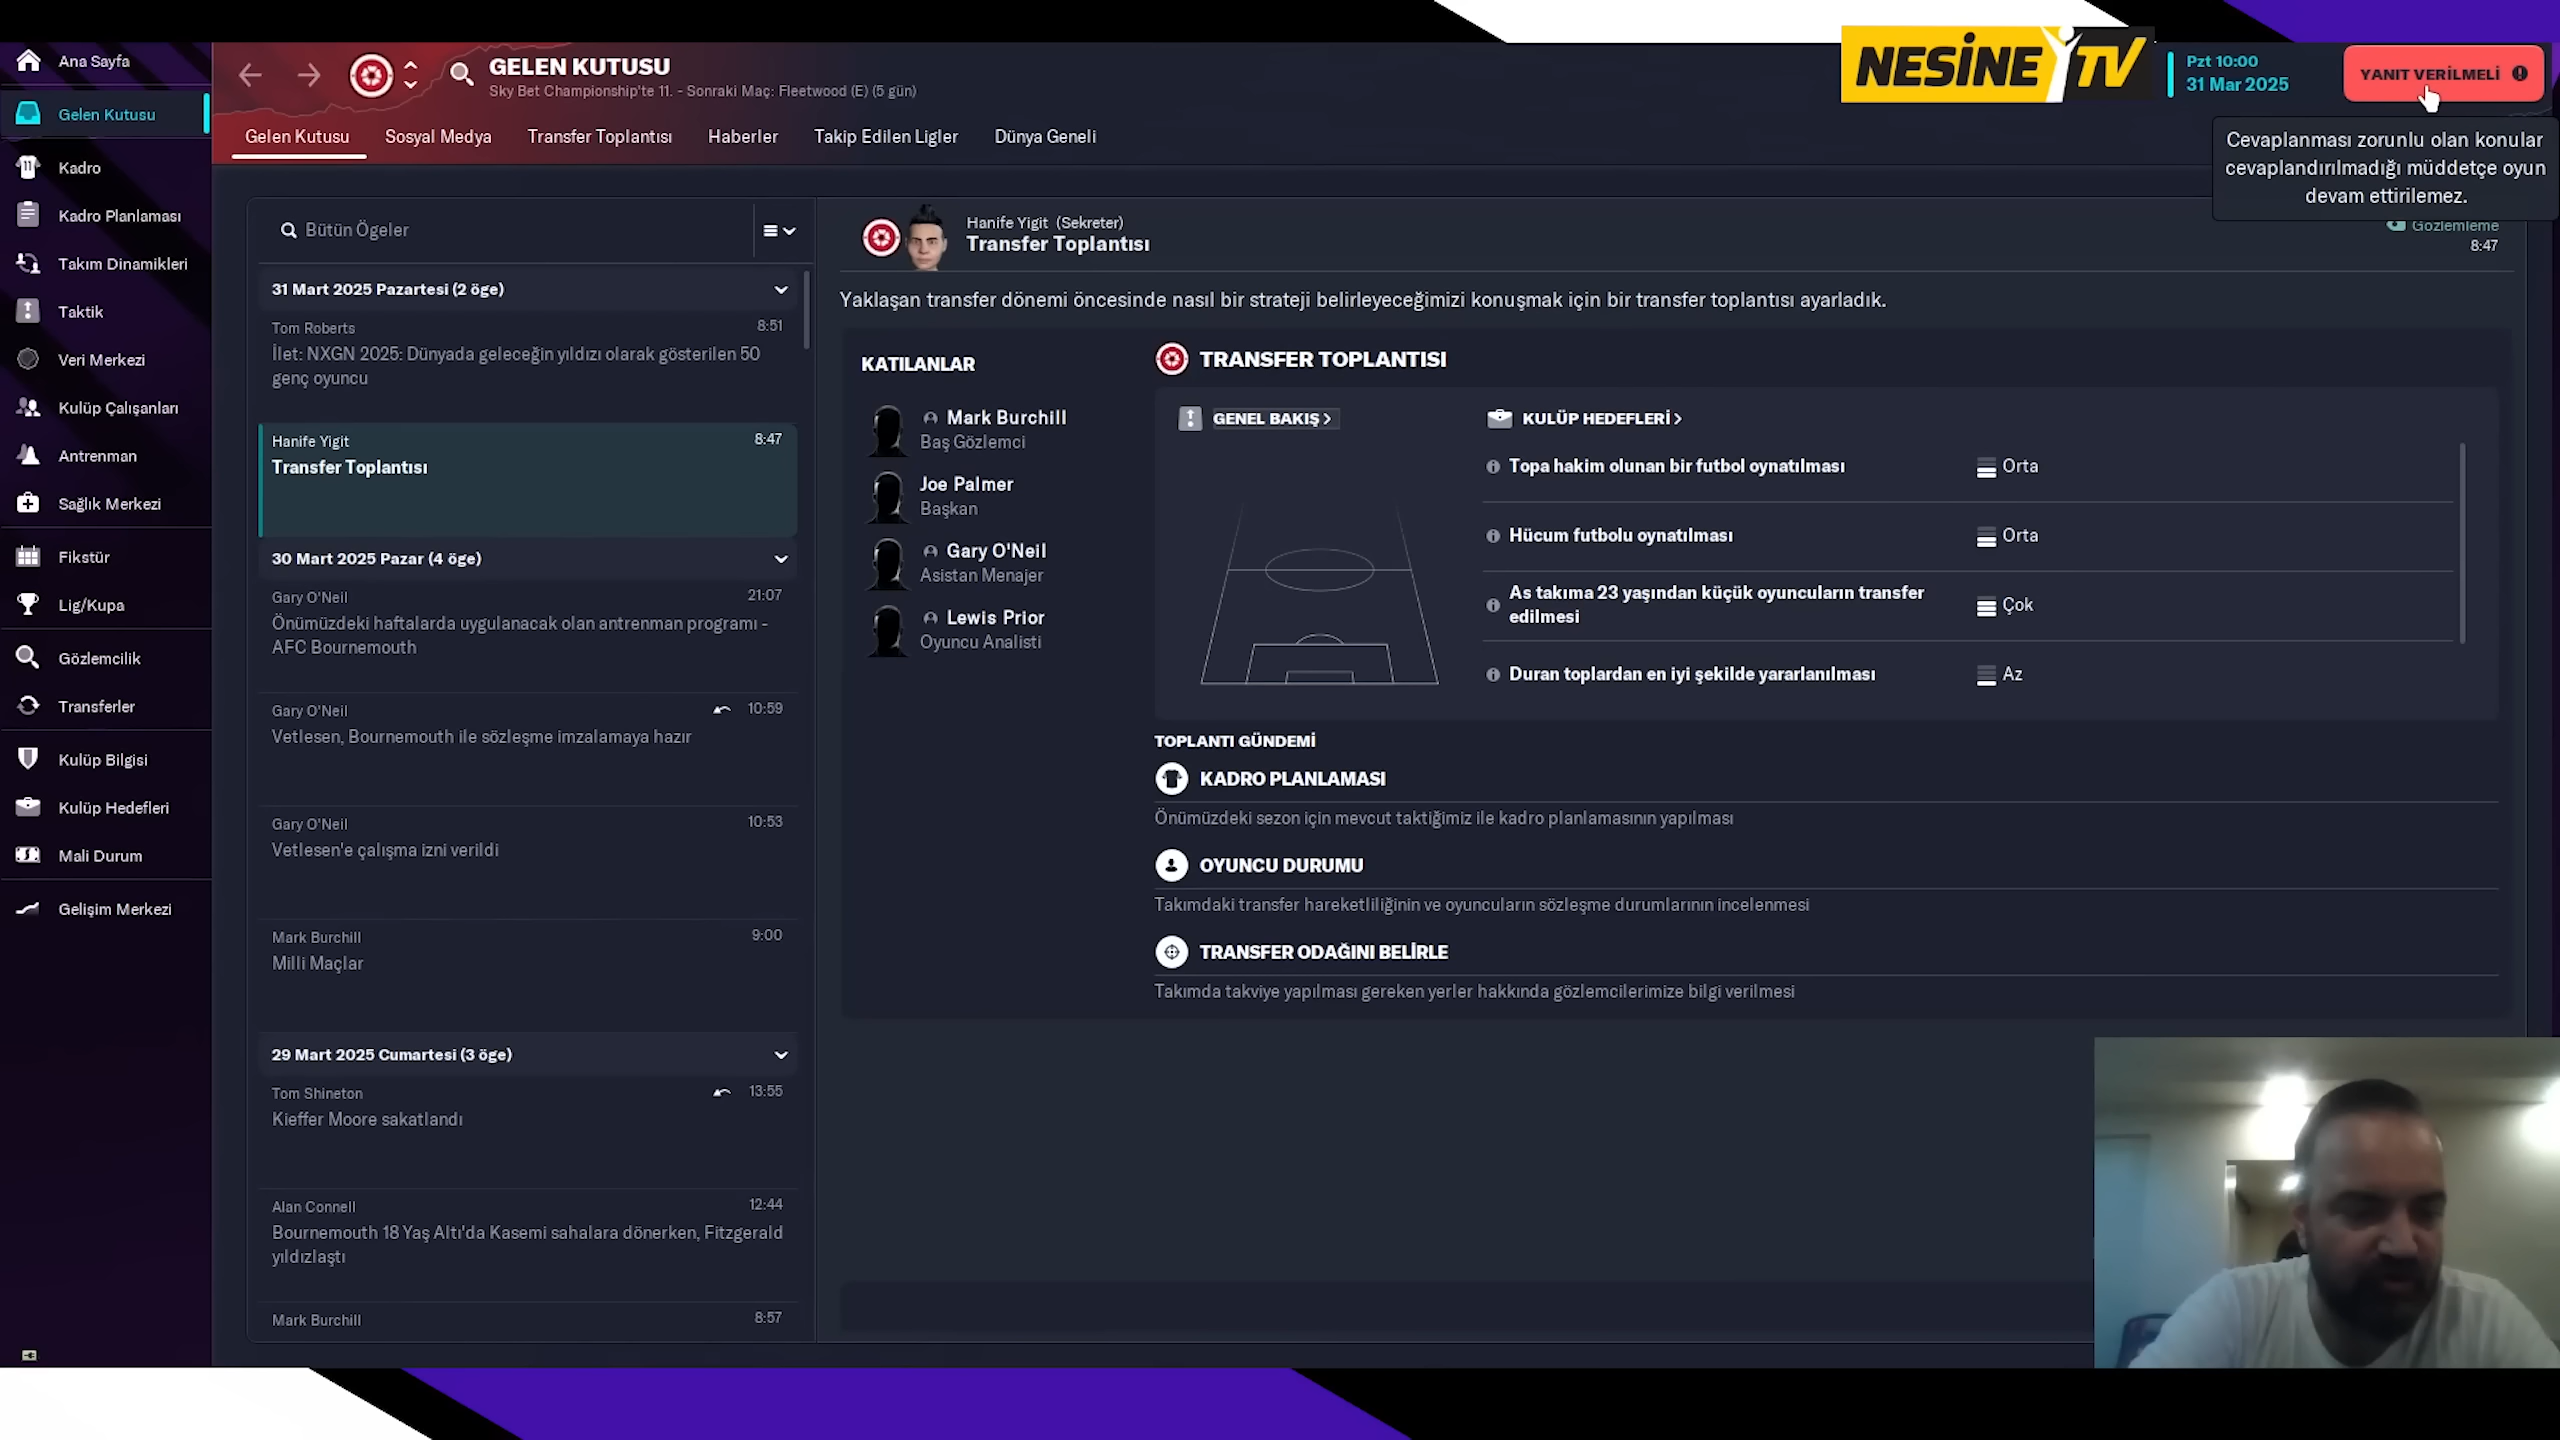 Ana Sayfa
Gelen Kutusu
Kadro
Kadro Planlaması
Takım Dinamikleri
Taktik
Veri Merkezi
Kulüp Çalışanları
Antrenman
Sağlık Merkezi
Fikstür
Lig/Kupa
Gözlemcilik
Transferler
Kulüp Bilgisi
Kulüp Hedefleri
Mali Durum
Gelişim Merkezi
GELEN KUTUSU
Sky Bet Championship'te 11. - Sonraki Maç: Fleetwood (E) (5 gün)
NESİNE TV
Pzt 10:00
31 Mar 2025
YANIT VERİLMELİ
Cevaplanması zorunlu olan konular
cevaplandırılmadığı müddetçe oyun
devam ettirilemez.
Gelen Kutusu
Sosyal Medya
Transfer Toplantısı
Haberler
Takip Edilen Ligler
Dünya Geneli
Bütün Ögeler
31 Mart 2025 Pazartesi (2 öge)
Tom Roberts 8:51
İlet: NXGN 2025: Dünyada geleceğin yıldızı olarak gösterilen 50
genç oyuncu
Hanife Yigit 8:47
Transfer Toplantısı
30 Mart 2025 Pazar (4 öge)
Gary O'Neil 21:07
Önümüzdeki haftalarda uygulanacak olan antrenman programı -
AFC Bournemouth
Gary O'Neil 10:59
Vetlesen, Bournemouth ile sözleşme imzalamaya hazır
Gary O'Neil 10:53
Vetlesen'e çalışma izni verildi
Mark Burchill 9:00
Milli Maçlar
29 Mart 2025 Cumartesi (3 öge)
Tom Shineton 13:55
Kieffer Moore sakatlandı
Alan Connell 12:44
Bournemouth 18 Yaş Altı'da Kasemi sahalara dönerken, Fitzgerald
yıldızlaştı
Mark Burchill 8:57
Hanife Yigit (Sekreter)
Transfer Toplantısı
Gözlemleme
8:47
Yaklaşan transfer dönemi öncesinde nasıl bir strateji belirleyeceğimizi konuşmak için bir transfer toplantısı ayarladık.
KATILANLAR
Mark Burchill
Baş Gözlemci
Joe Palmer
Başkan
Gary O'Neil
Asistan Menajer
Lewis Prior
Oyuncu Analisti
TRANSFER TOPLANTISI
GENEL BAKIŞ >
KULÜP HEDEFLERİ >
Topa hakim olunan bir futbol oynatılması Orta
Hücum futbolu oynatılması Orta
As takıma 23 yaşından küçük oyuncuların transfer
edilmesi Çok
Duran toplardan en iyi şekilde yararlanılması Az
TOPLANTI GÜNDEMİ
KADRO PLANLAMASI
Önümüzdeki sezon için mevcut taktiğimiz ile kadro planlamasının yapılması
OYUNCU DURUMU
Takımdaki transfer hareketliliğinin ve oyuncuların sözleşme durumlarının incelenmesi
TRANSFER ODAĞINI BELİRLE
Takımda takviye yapılması gereken yerler hakkında gözlemcilerimize bilgi verilmesi